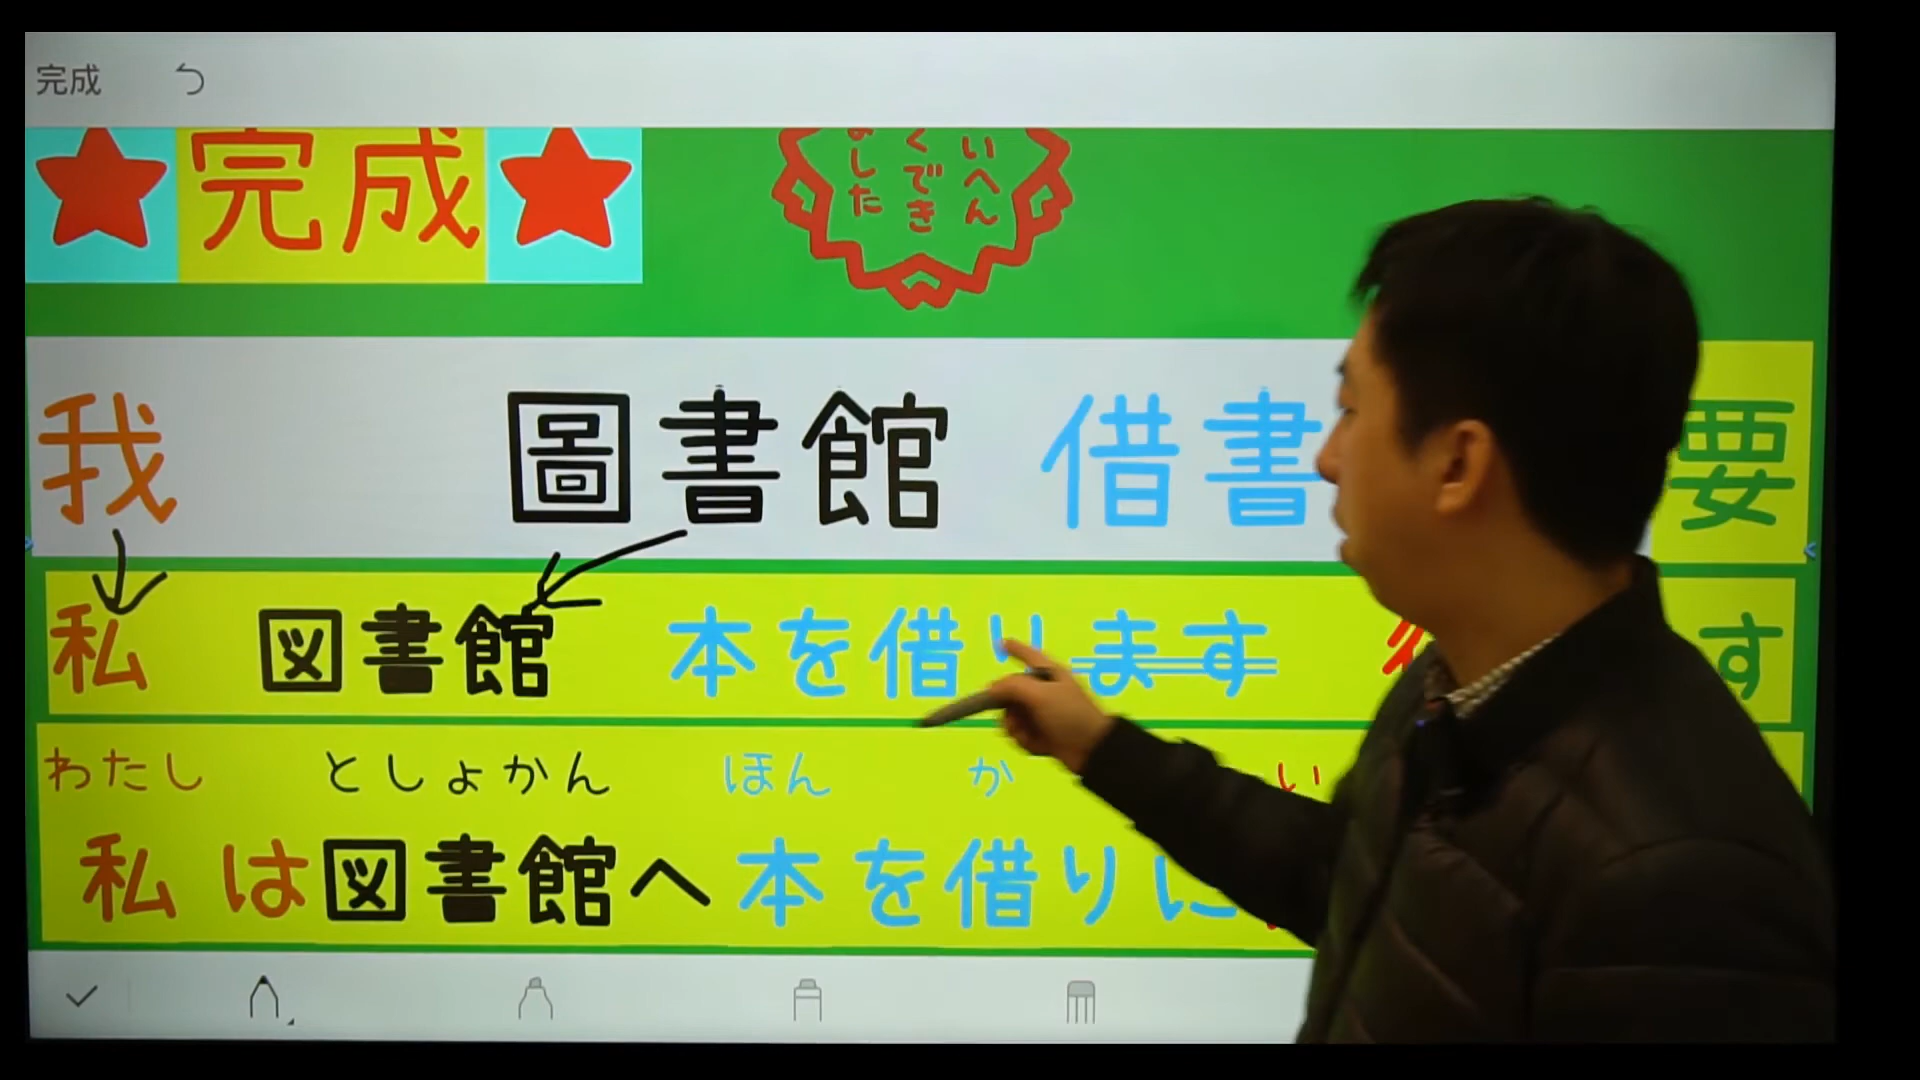 完成
完成
いへん
くでき
ました
我 圖書館 借書 要
私 図書館 本を借ります す
わたし としょかん ほん か い
私は図書館へ本を借りに